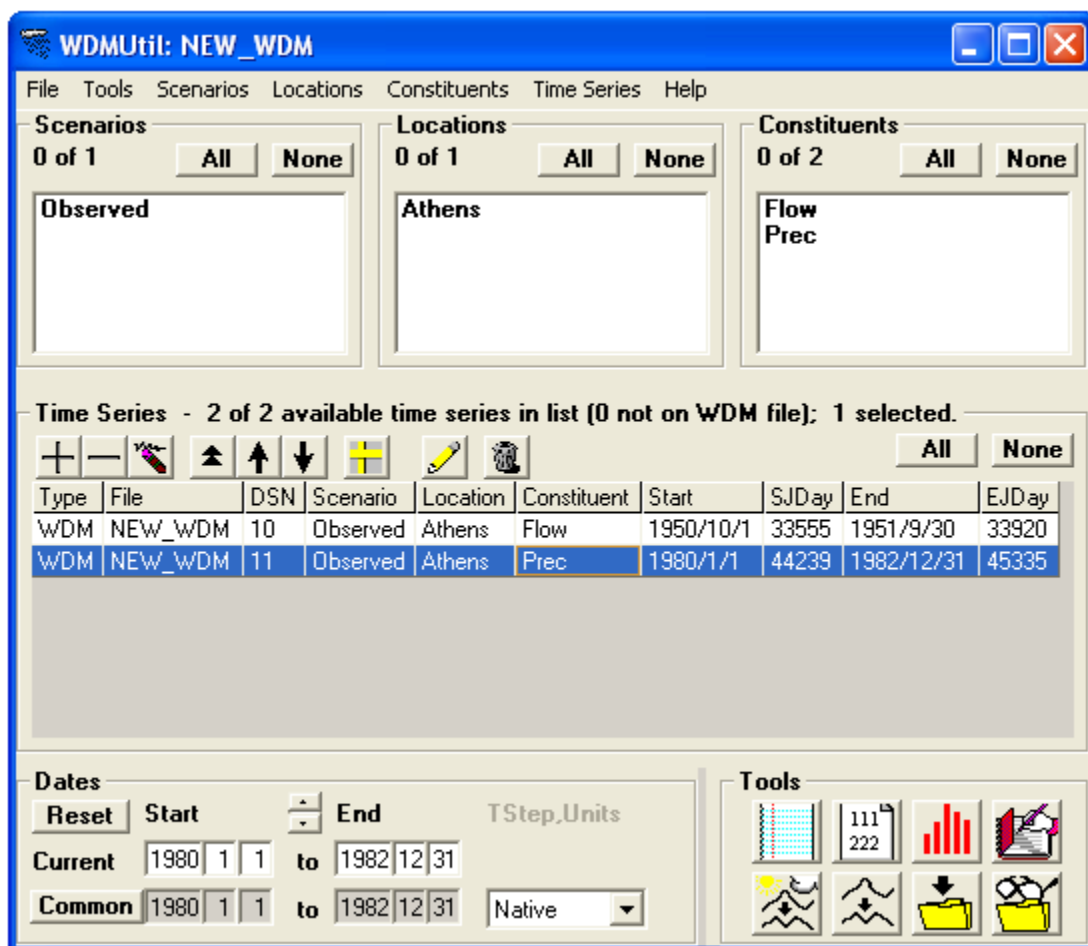 WDMUtil: NEW_WDM
File Tools Scenarios Locations Constituents Time Series Help
Scenarios
0 of 1 All None
Observed
Locations
0 of 1 All None
Athens
Constituents
0 of 2 All None
Flow
Prec
Time Series - 2 of 2 available time series in list (0 not on WDM file); 1 selected.
All None
Type File DSN Scenario Location Constituent Start SJDay End EJDay
WDM NEW_WDM 10 Observed Athens Flow 1950/10/1 33555 1951/9/30 33920
WDM NEW_WDM 11 Observed Athens Prec 1980/1/1 44239 1982/12/31 45335
Dates
Reset Start End TStep,Units
Current 1980 1 1 to 1982 12 31
Common 1980 1 1 to 1982 12 31 Native
Tools
111
222